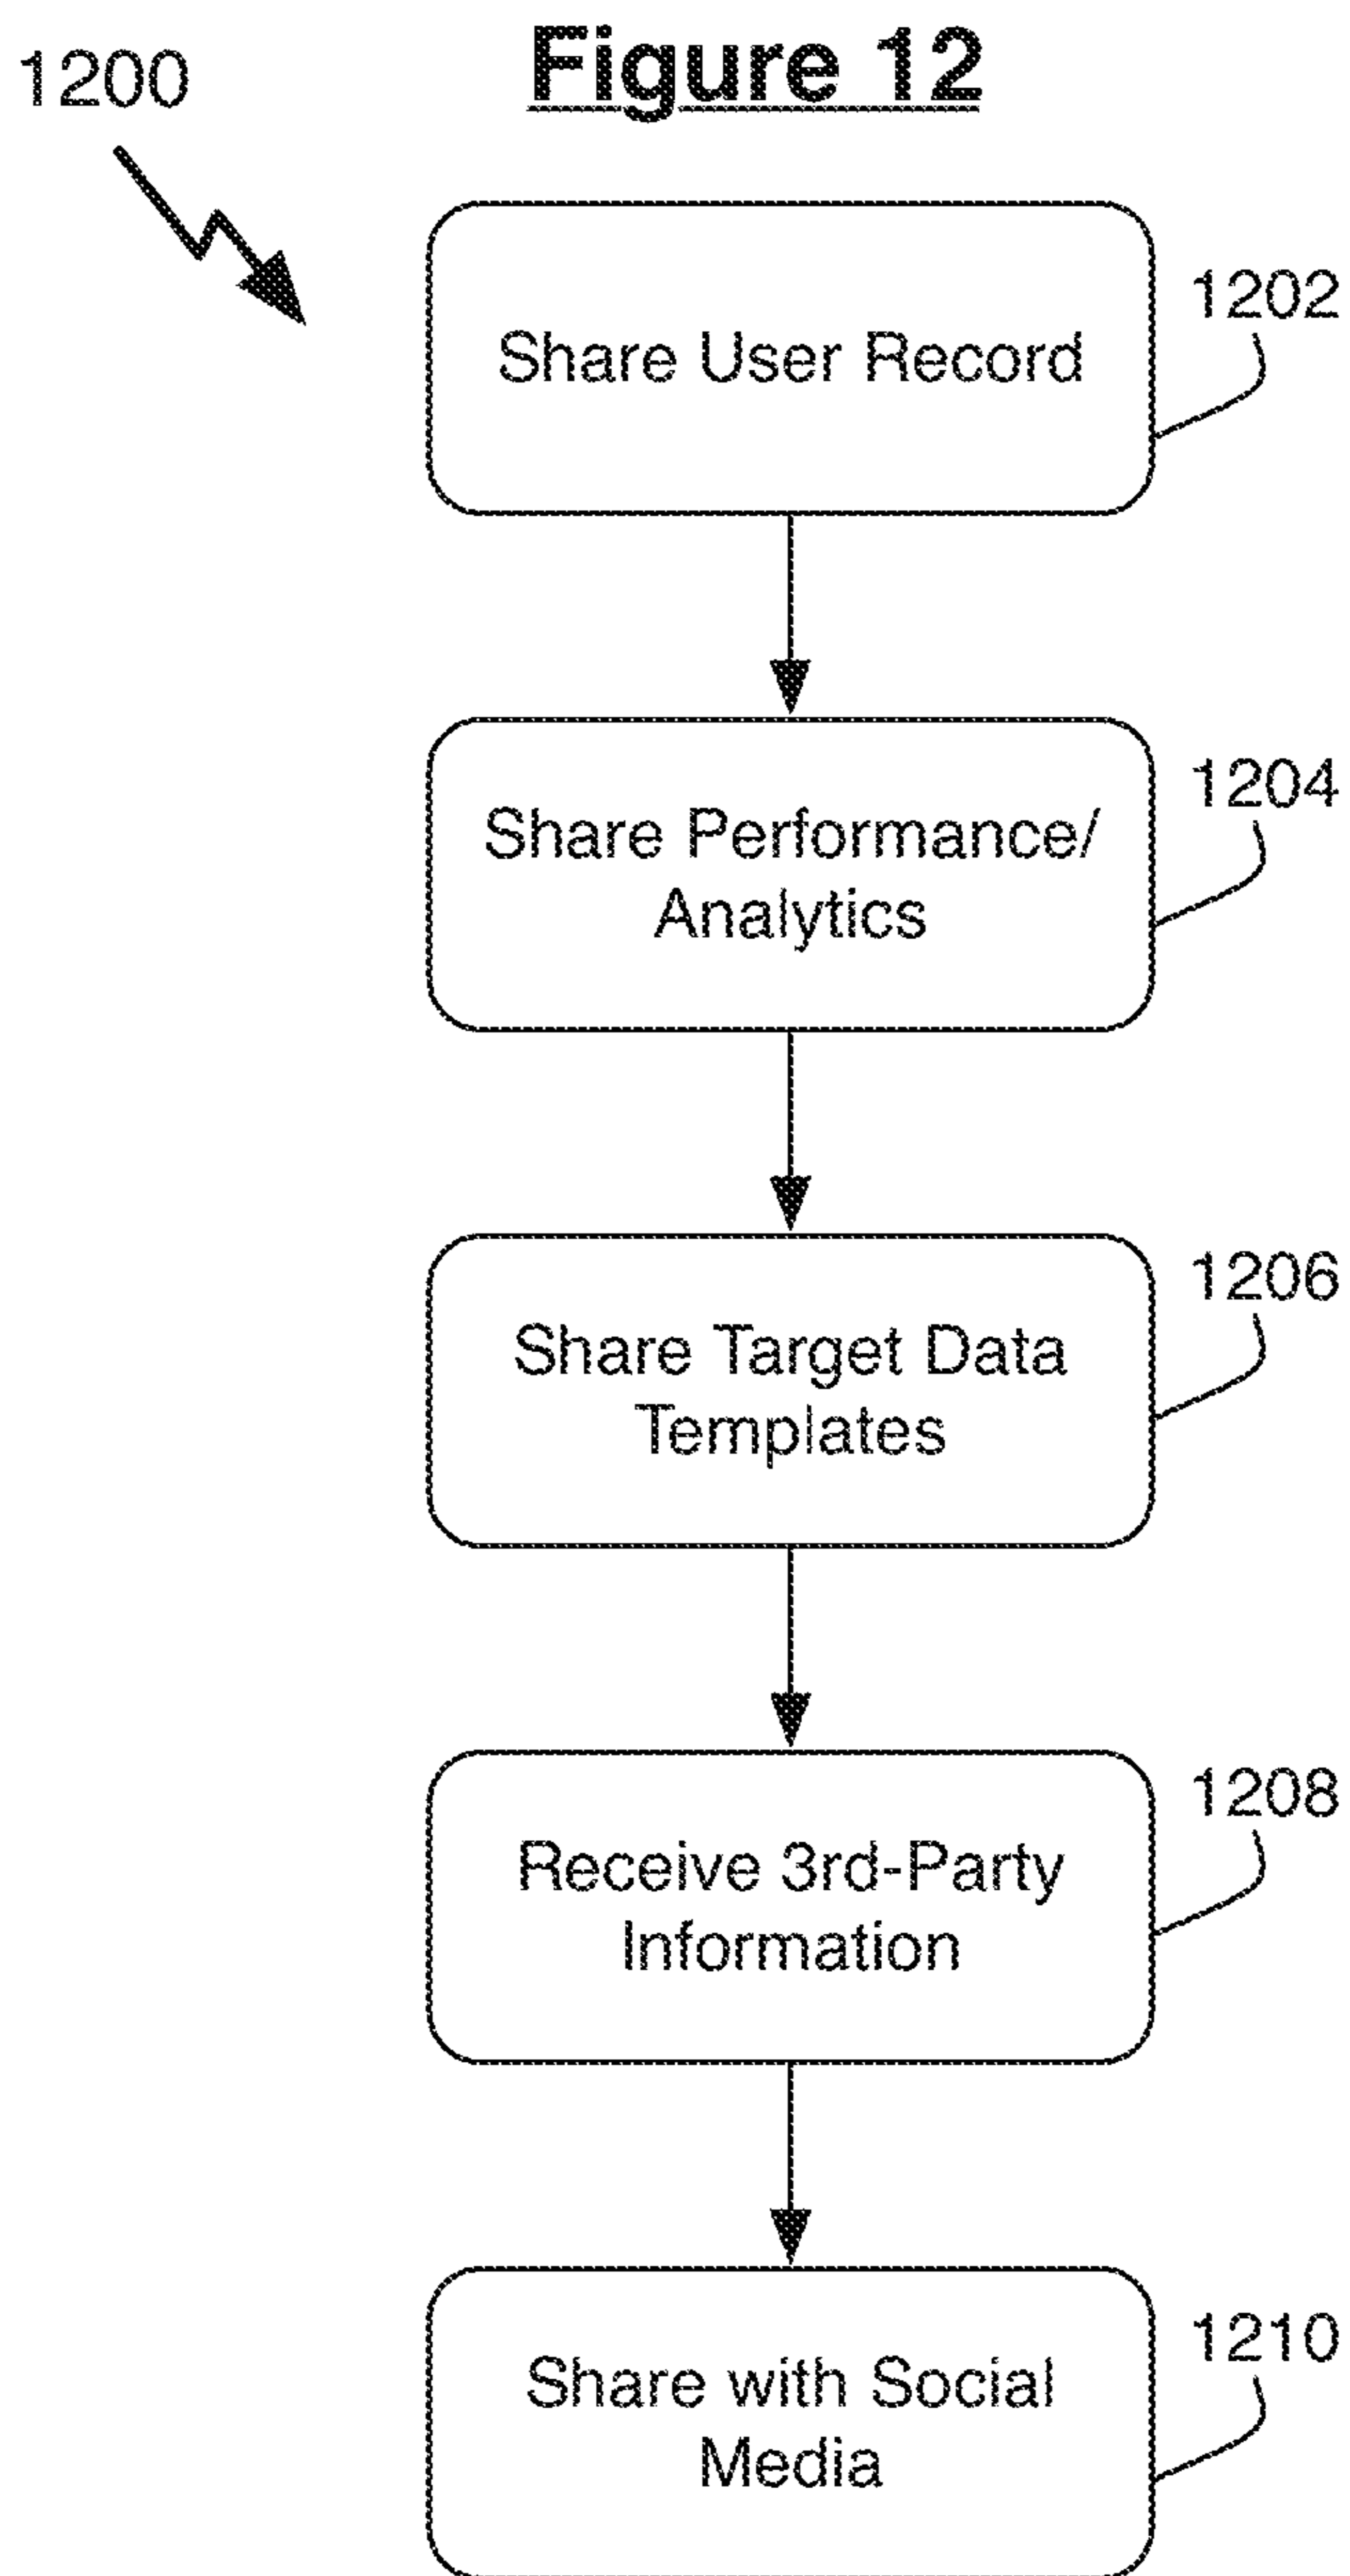 Figure 12
1200
Share User Record
1202
Share Performance/
Analytics
1204
Share Target Data
Templates
1206
Receive 3rd-Party
Information
1208
Share with Social
Media
1210